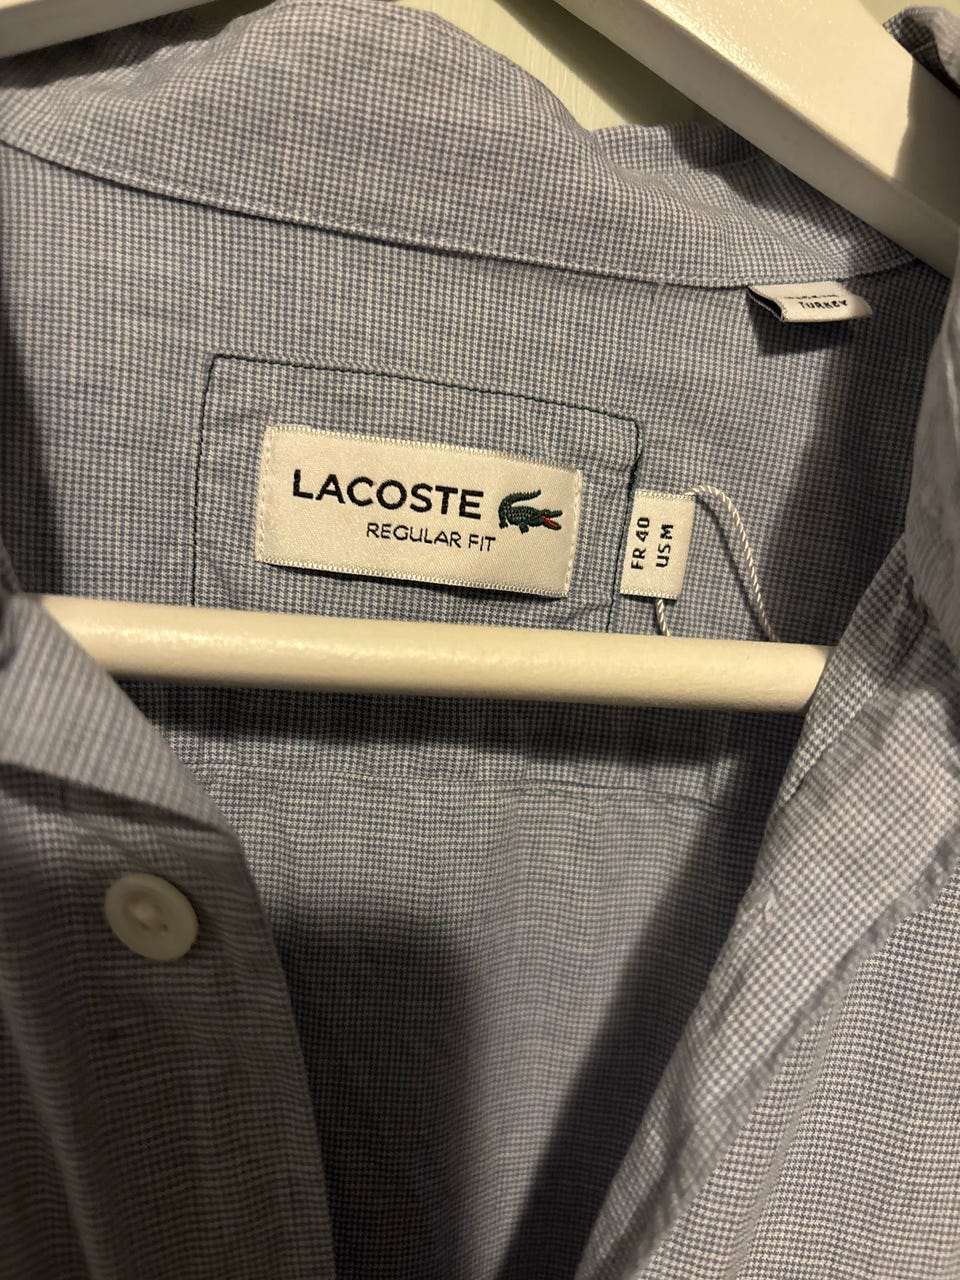 TURKEY
LACOSTE
REGULAR FIT
FR 40
US M